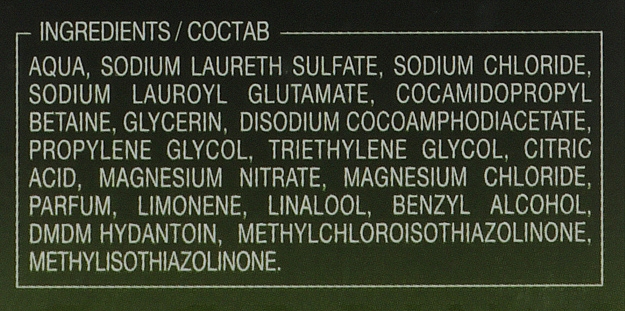 INGREDIENTS / СОСТАВ
AQUA, SODIUM LAURETH SULFATE, SODIUM CHLORIDE,
SODIUM LAUROYL GLUTAMATE, COCAMIDOPROPYL
BETAINE, GLYCERIN, DISODIUM COCOAMPHODIACETATE,
PROPYLENE GLYCOL, TRIETHYLENE GLYCOL, CITRIC
ACID, MAGNESIUM NITRATE, MAGNESIUM CHLORIDE,
PARFUM, LIMONENE, LINALOOL, BENZYL ALCOHOL,
DMDM HYDANTOIN, METHYLCHLOROISOTHIAZOLINONE,
METHYLISOTHIAZOLINONE.